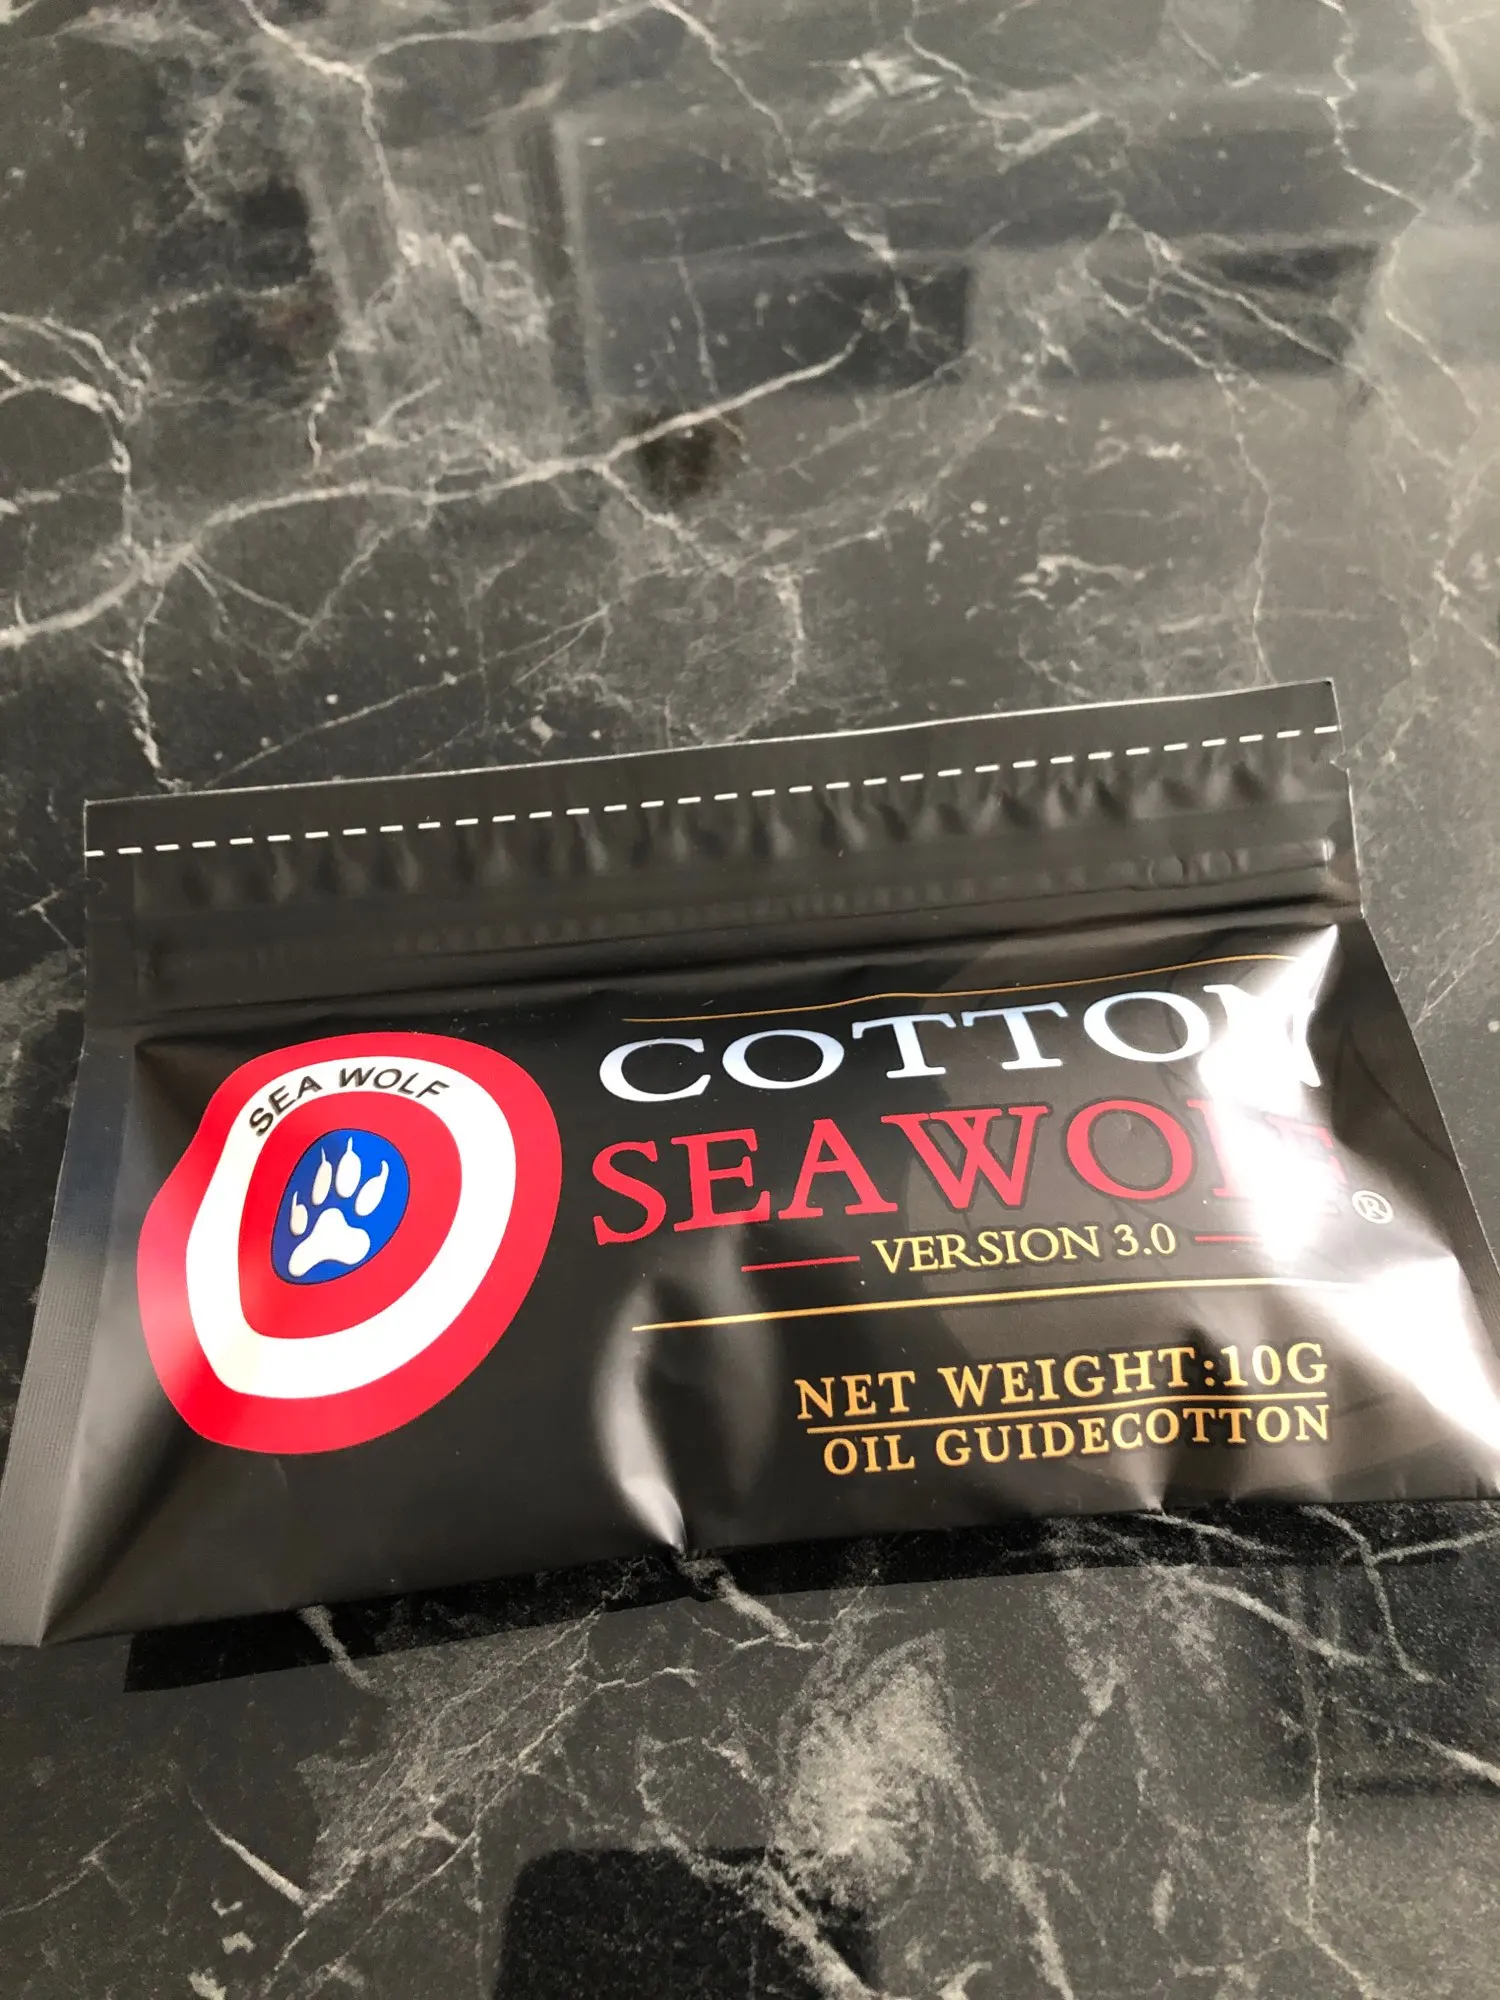 SEA WOLF
COTTON
SEAWOLF®
VERSION 3.0
NET WEIGHT:10G
OIL GUIDECOTTON